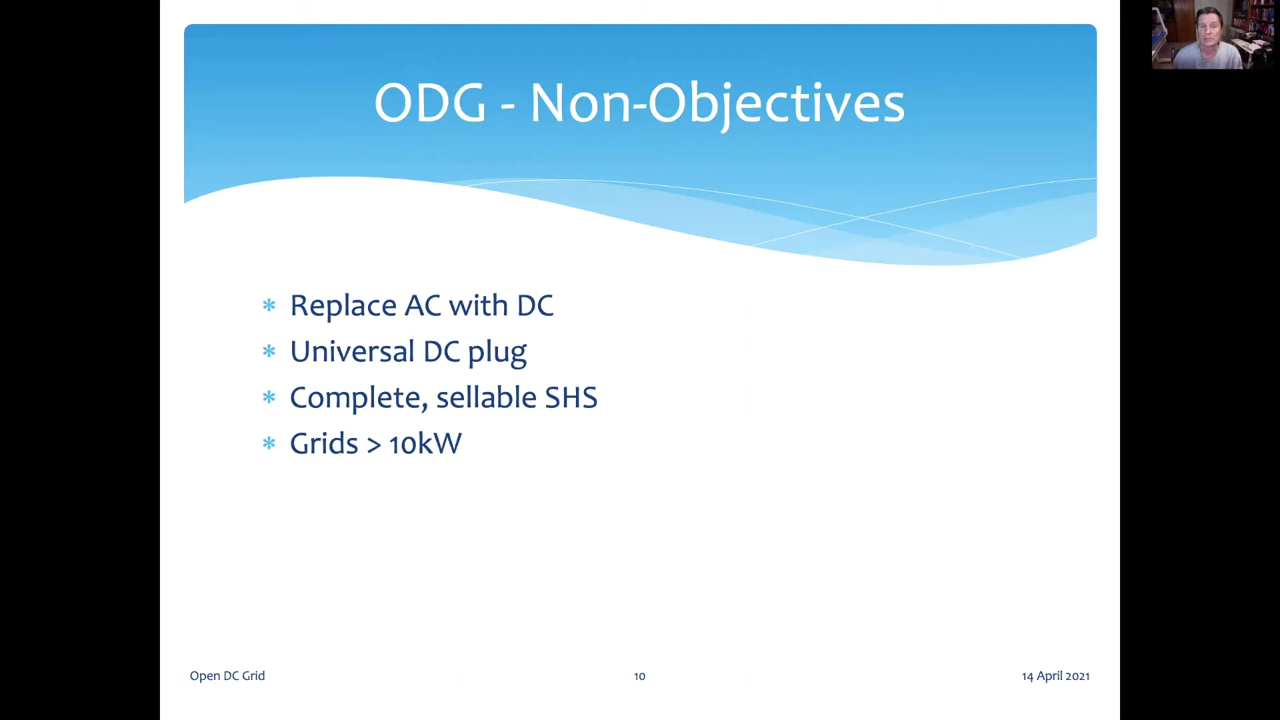 ODG - Non-Objectives
* Replace AC with DC
* Universal DC plug
* Complete, sellable SHS
* Grids > 10kW
Open DC Grid
10
14 April 2021